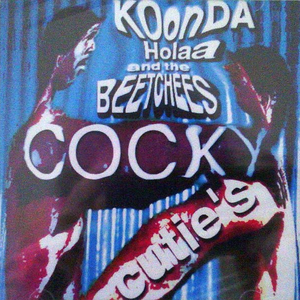 KOonDA
Holaa
and the
BEETCHEES
COCKY
cutie's